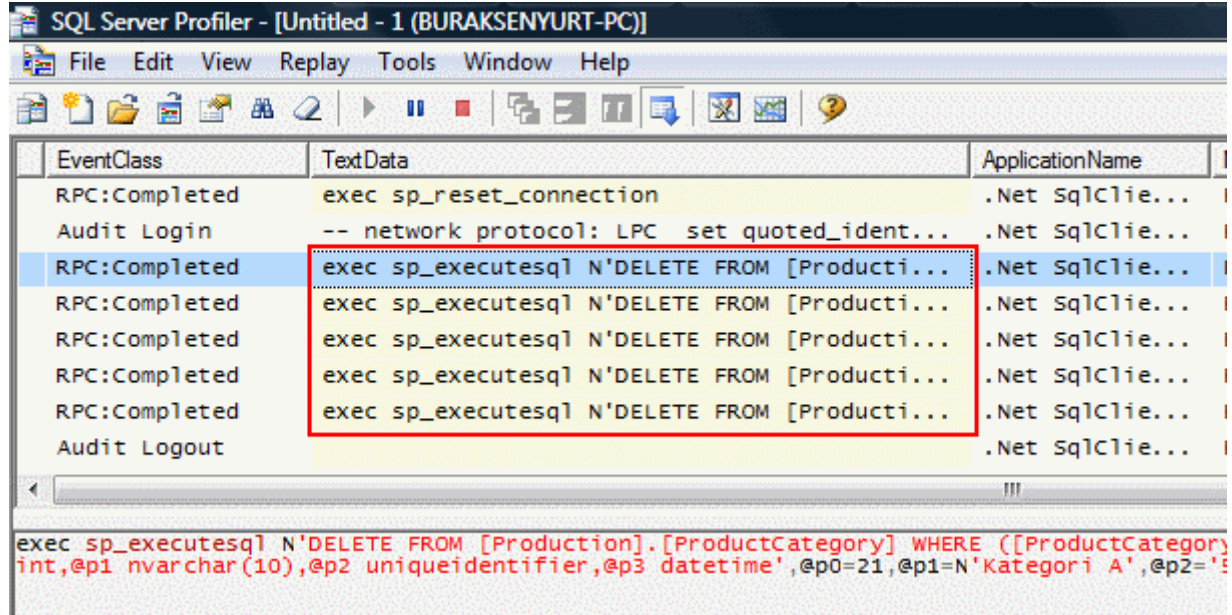 SQL Server Profiler - [Untitled - 1 (BURAKSENYURT-PC)]
File Edit View Replay Tools Window Help
EventClass TextData ApplicationName
RPC:Completed exec sp_reset_connection .Net SqlClie...
Audit Login -- network protocol: LPC set quoted_ident... .Net SqlClie...
RPC:Completed exec sp_executesql N'DELETE FROM [Producti... .Net SqlClie...
RPC:Completed exec sp_executesql N'DELETE FROM [Producti... .Net SqlClie...
RPC:Completed exec sp_executesql N'DELETE FROM [Producti... .Net SqlClie...
RPC:Completed exec sp_executesql N'DELETE FROM [Producti... .Net SqlClie...
RPC:Completed exec sp_executesql N'DELETE FROM [Producti... .Net SqlClie...
Audit Logout .Net SqlClie...
exec sp_executesql N'DELETE FROM [Production].[ProductCategory] WHERE ([ProductCategory
int,@p1 nvarchar(10),@p2 uniqueidentifier,@p3 datetime',@p0=21,@p1=N'Kategori A',@p2='